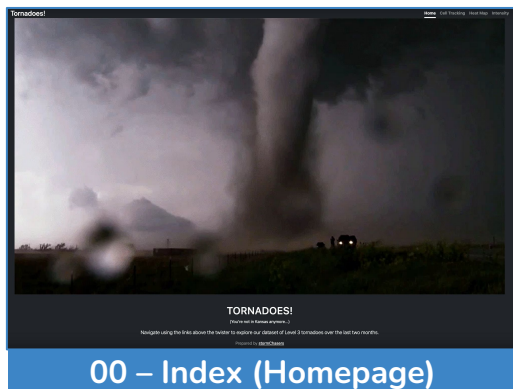 Tornadoes!
Home Cell Tracking Heat Map Intensity
TORNADOES!
(You're not in Kansas anymore...)
Navigate using the links above the twister to explore our dataset of Level 3 tornadoes over the last two months.
Prepared by stormChasers
00 – Index (Homepage)